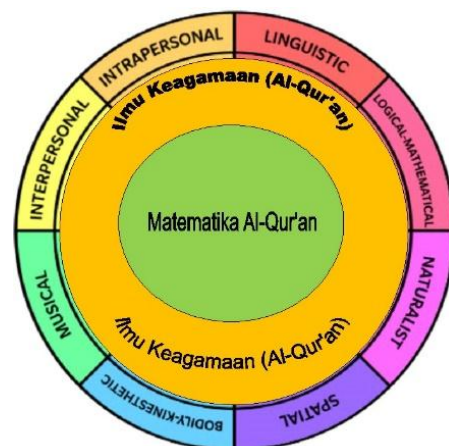 INTRAPERSONAL
LINGUISTIC
LOGICAL-MATHEMATICAL
NATURALIST
SPATIAL
BODILY-KINESTHETIC
MUSICAL
INTERPERSONAL
Ilmu Keagamaan (Al-Qur'an)
Matematika Al-Qur'an
Ilmu Keagamaan (Al-Qur'an)